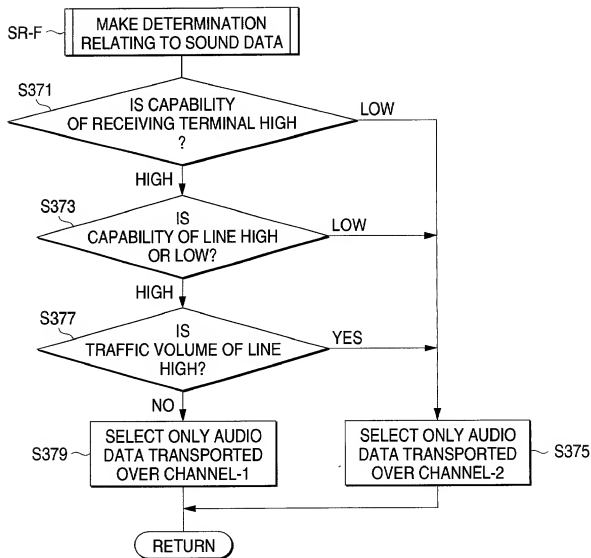 SR-F
MAKE DETERMINATION
RELATING TO SOUND DATA
S371
IS CAPABILITY
OF RECEIVING TERMINAL HIGH
?
LOW
HIGH
S373
IS
CAPABILITY OF LINE HIGH
OR LOW?
LOW
HIGH
S377
IS
TRAFFIC VOLUME OF LINE
HIGH?
YES
NO
S379
SELECT ONLY AUDIO
DATA TRANSPORTED
OVER CHANNEL-1
SELECT ONLY AUDIO
DATA TRANSPORTED
OVER CHANNEL-2
S375
RETURN